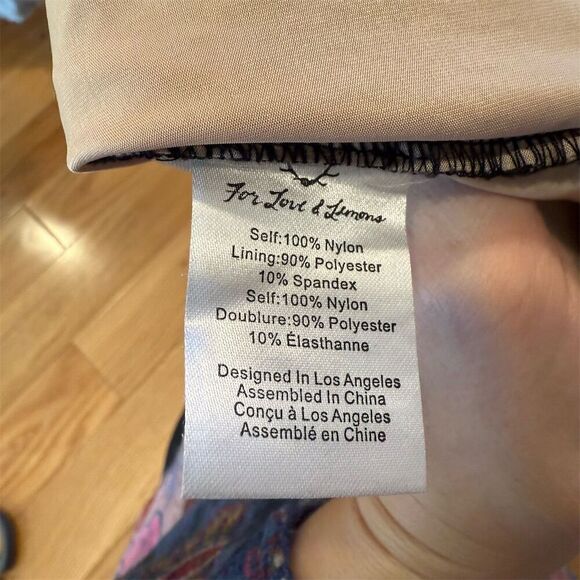 For Love & Lemons
Self:100% Nylon
Lining:90% Polyester
10% Spandex
Self:100% Nylon
Doublure:90% Polyester
10% Élasthanne
Designed In Los Angeles
Assembled In China
Conçu à Los Angeles
Assemblé en Chine